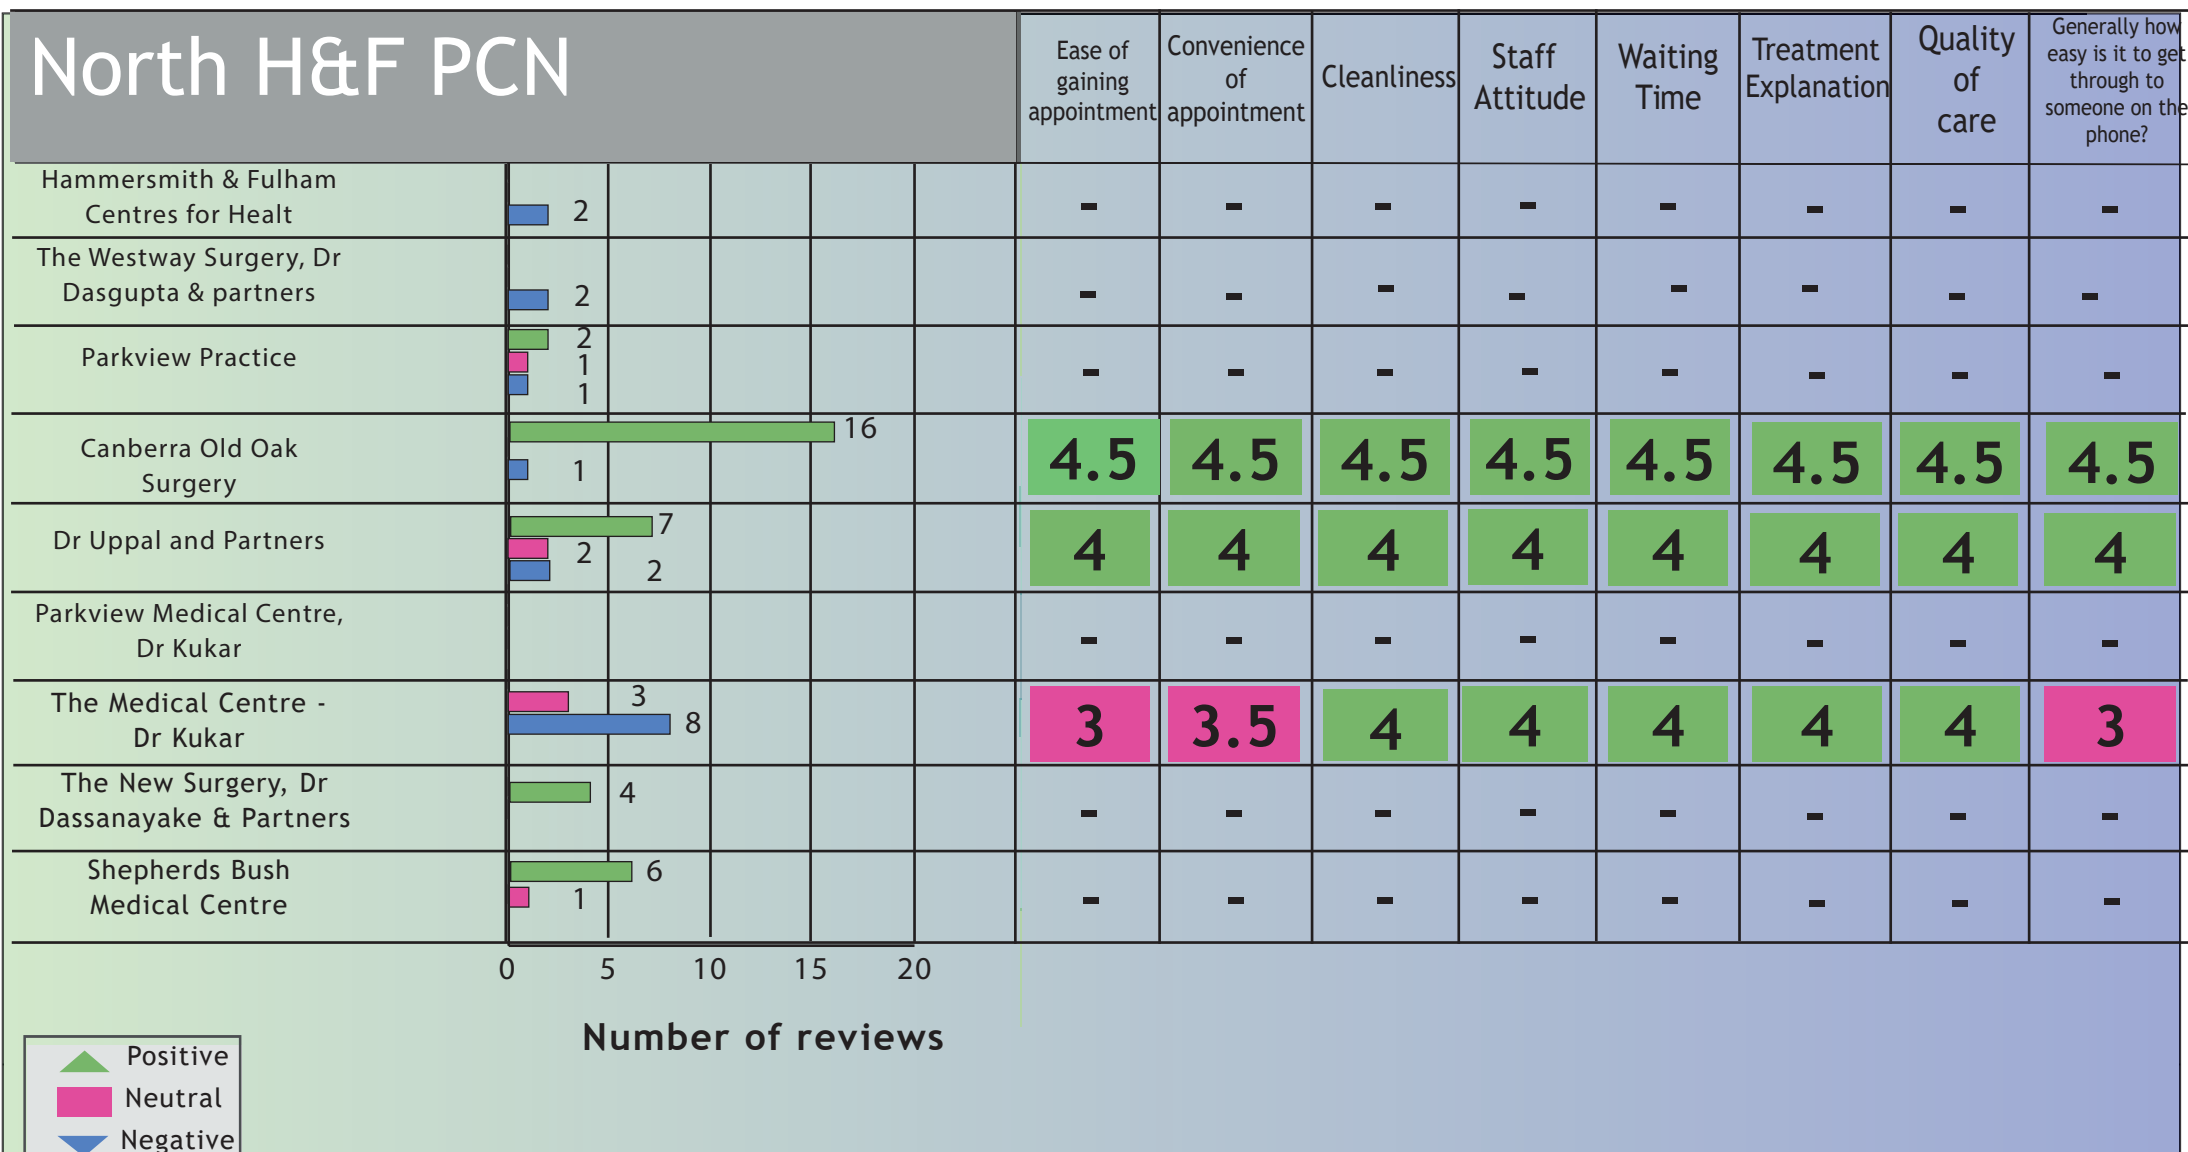 North H&F PCN
Ease of
gaining
appointment
Convenience
of
appointment
Cleanliness
Staff
Attitude
Waiting
Time
Treatment
Explanation
Quality
of
care
Generally how
easy is it to get
through to
someone on the
phone?
Hammersmith & Fulham
Centres for Healt
2
- - - - - - - -
The Westway Surgery, Dr
Dasgupta & partners
2
- - - - - - - -
Parkview Practice
2
1
1
- - - - - - - -
Canberra Old Oak
Surgery
16
1
4.5 4.5 4.5 4.5 4.5 4.5 4.5 4.5
Dr Uppal and Partners
7
2
2
4 4 4 4 4 4 4 4
Parkview Medical Centre,
Dr Kukar
- - - - - - - -
The Medical Centre -
Dr Kukar
3
8
3 3.5 4 4 4 4 4 3
The New Surgery, Dr
Dassanayake & Partners
4
- - - - - - - -
Shepherds Bush
Medical Centre
6
1
- - - - - - - -
0 5 10 15 20
Number of reviews
Positive
Neutral
Negative